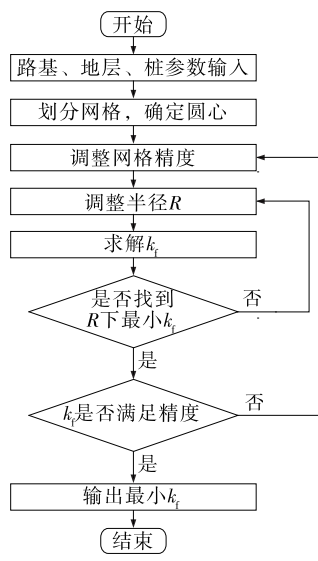 开始
路基、地层、桩参数输入
划分网格，确定圆心
调整网格精度
调整半径R
求解kf
是否找到
R下最小kf
否
是
kf是否满足精度
否
是
输出最小kf
结束